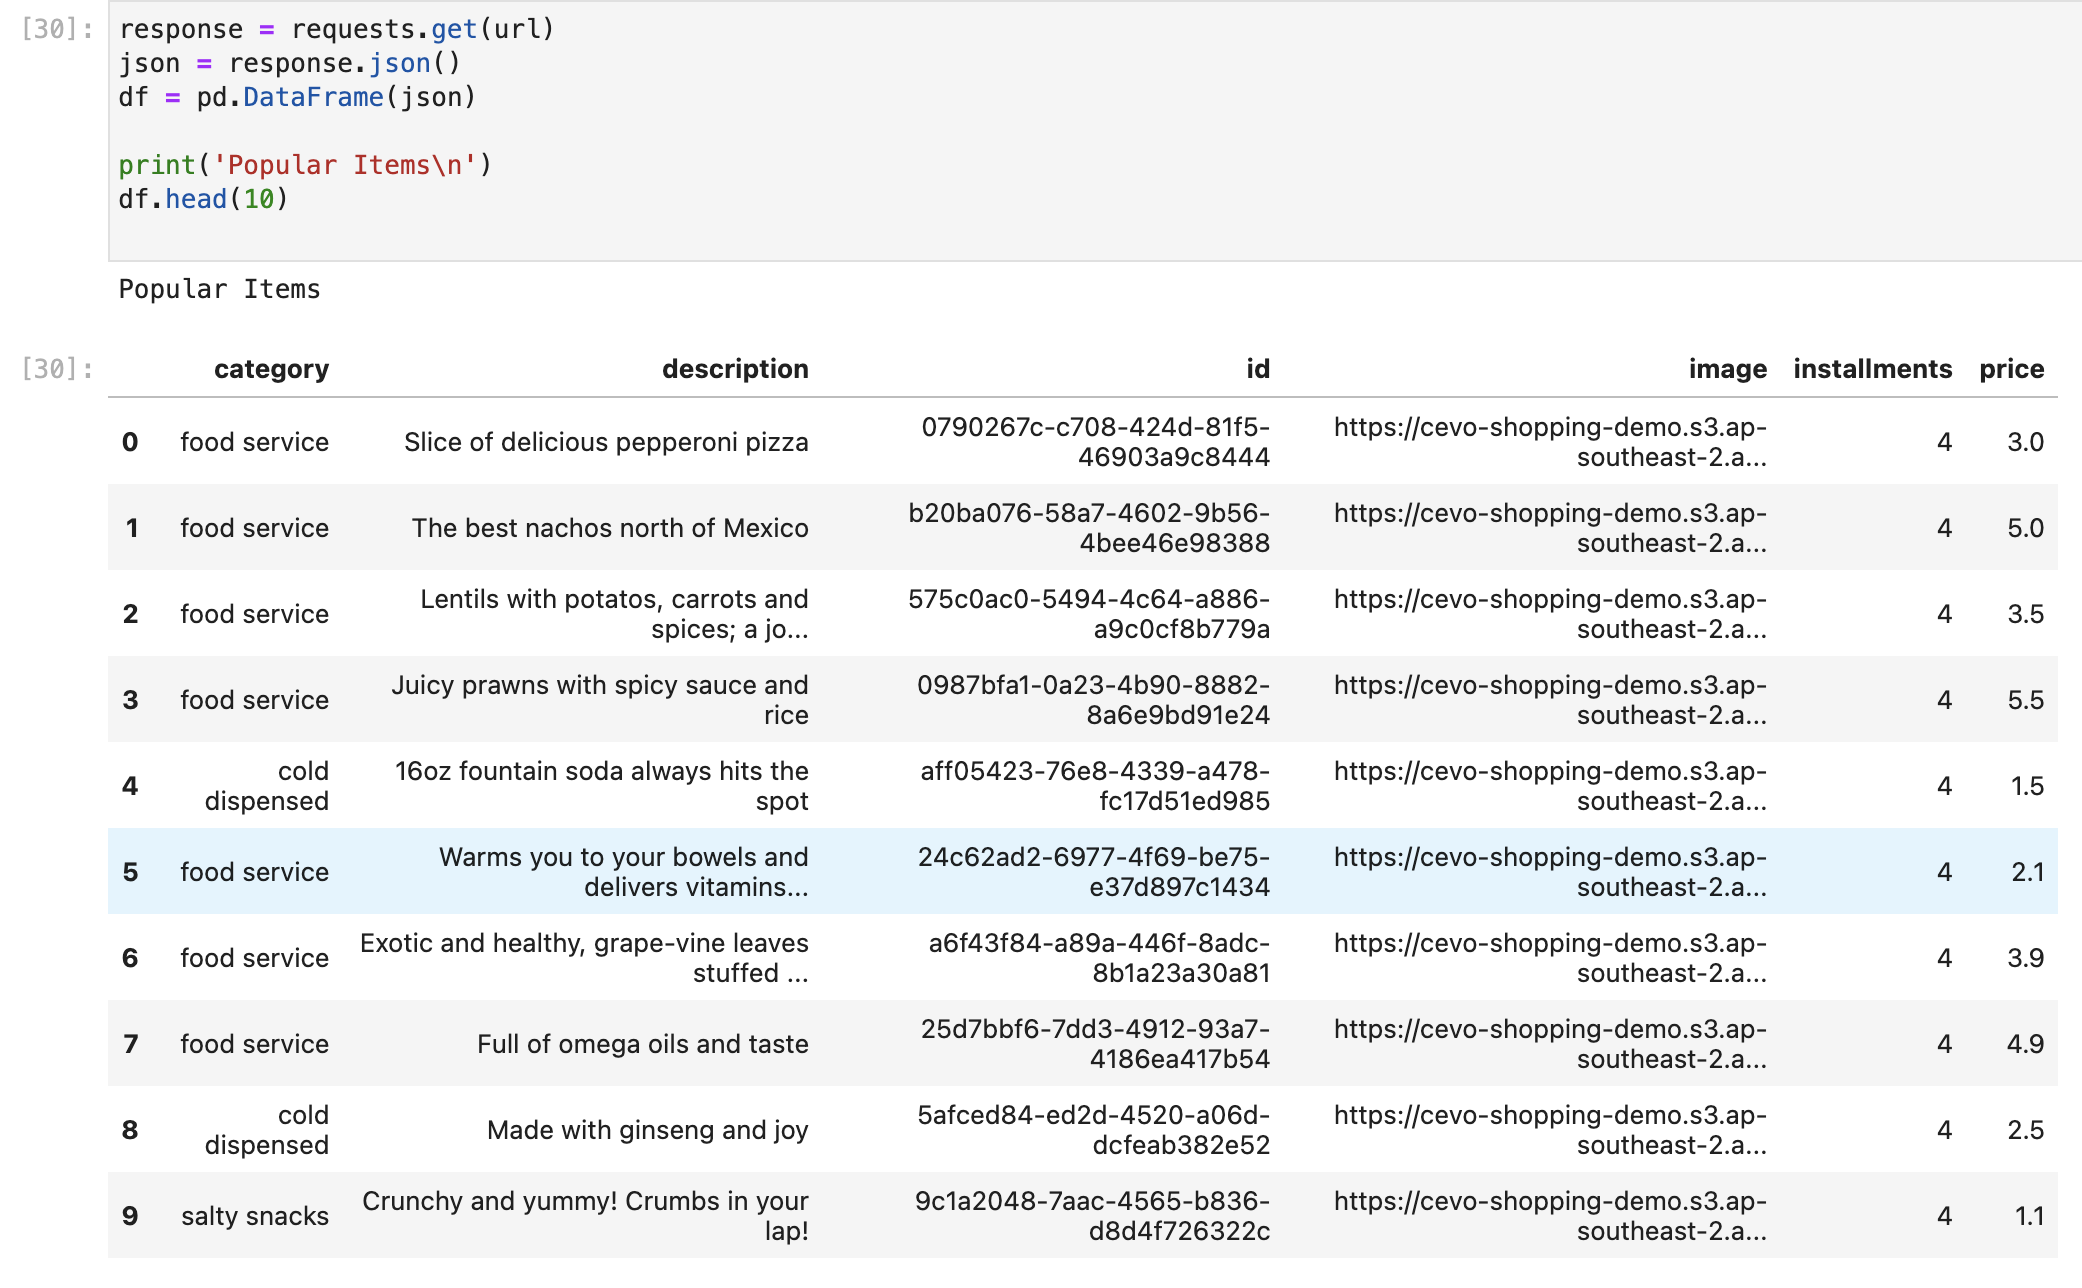 [30]: response = requests.get(url)
json = response.json()
df = pd.DataFrame(json)
print('Popular Items\n')
df.head(10)
Popular Items
[30]: category description id image installments price
0 food service Slice of delicious pepperoni pizza 0790267c-c708-424d-81f5-46903a9c8444 https://cevo-shopping-demo.s3.ap-southeast-2.a... 4 3.0
1 food service The best nachos north of Mexico b20ba076-58a7-4602-9b56-4bee46e98388 https://cevo-shopping-demo.s3.ap-southeast-2.a... 4 5.0
2 food service Lentils with potatos, carrots and spices; a jo... 575c0ac0-5494-4c64-a886-a9c0cf8b779a https://cevo-shopping-demo.s3.ap-southeast-2.a... 4 3.5
3 food service Juicy prawns with spicy sauce and rice 0987bfa1-0a23-4b90-8882-8a6e9bd91e24 https://cevo-shopping-demo.s3.ap-southeast-2.a... 4 5.5
4 cold dispensed 16oz fountain soda always hits the spot aff05423-76e8-4339-a478-fc17d51ed985 https://cevo-shopping-demo.s3.ap-southeast-2.a... 4 1.5
5 food service Warms you to your bowels and delivers vitamins... 24c62ad2-6977-4f69-be75-e37d897c1434 https://cevo-shopping-demo.s3.ap-southeast-2.a... 4 2.1
6 food service Exotic and healthy, grape-vine leaves stuffed ... a6f43f84-a89a-446f-8adc-8b1a23a30a81 https://cevo-shopping-demo.s3.ap-southeast-2.a... 4 3.9
7 food service Full of omega oils and taste 25d7bbf6-7dd3-4912-93a7-4186ea417b54 https://cevo-shopping-demo.s3.ap-southeast-2.a... 4 4.9
8 cold dispensed Made with ginseng and joy 5afced84-ed2d-4520-a06d-dcfeab382e52 https://cevo-shopping-demo.s3.ap-southeast-2.a... 4 2.5
9 salty snacks Crunchy and yummy! Crumbs in your lap! 9c1a2048-7aac-4565-b836-d8d4f726322c https://cevo-shopping-demo.s3.ap-southeast-2.a... 4 1.1